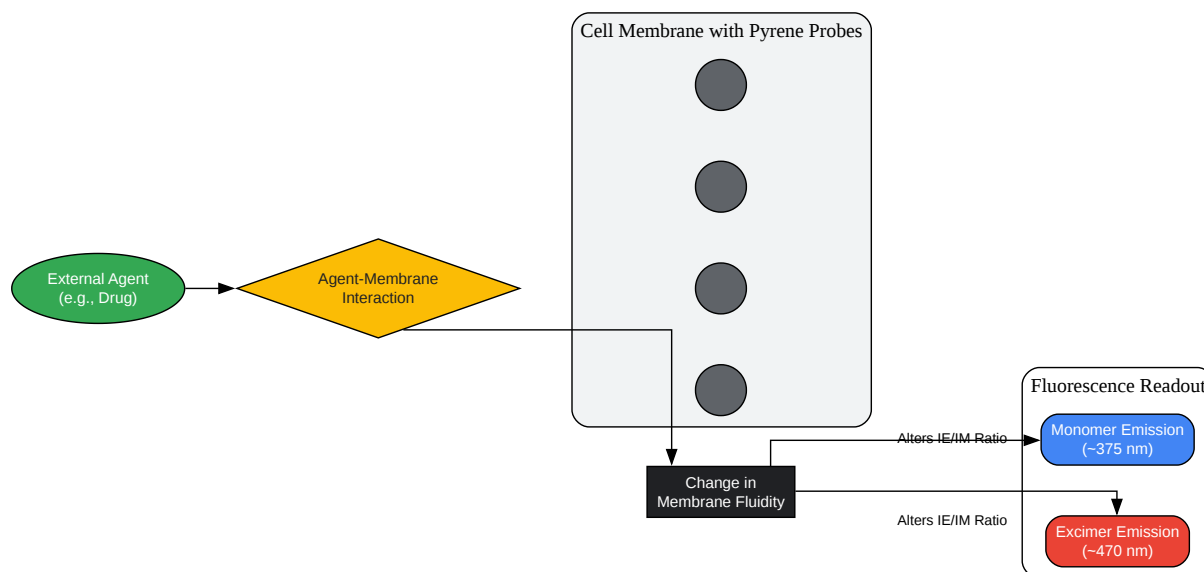 Cell Membrane with Pyrene Probes
External Agent
(e.g., Drug)
Agent-Membrane
Interaction
Change in
Membrane Fluidity
Alters IE/IM Ratio
Alters IE/IM Ratio
Fluorescence Readout
Monomer Emission
(~375 nm)
Excimer Emission
(~470 nm)